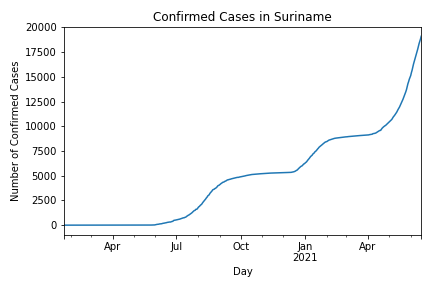 Confirmed Cases in Suriname
20000
17500
15000
12500
10000
7500
5000
2500
0
Number of Confirmed Cases
Apr
Jul
Oct
Jan
2021
Apr
Day